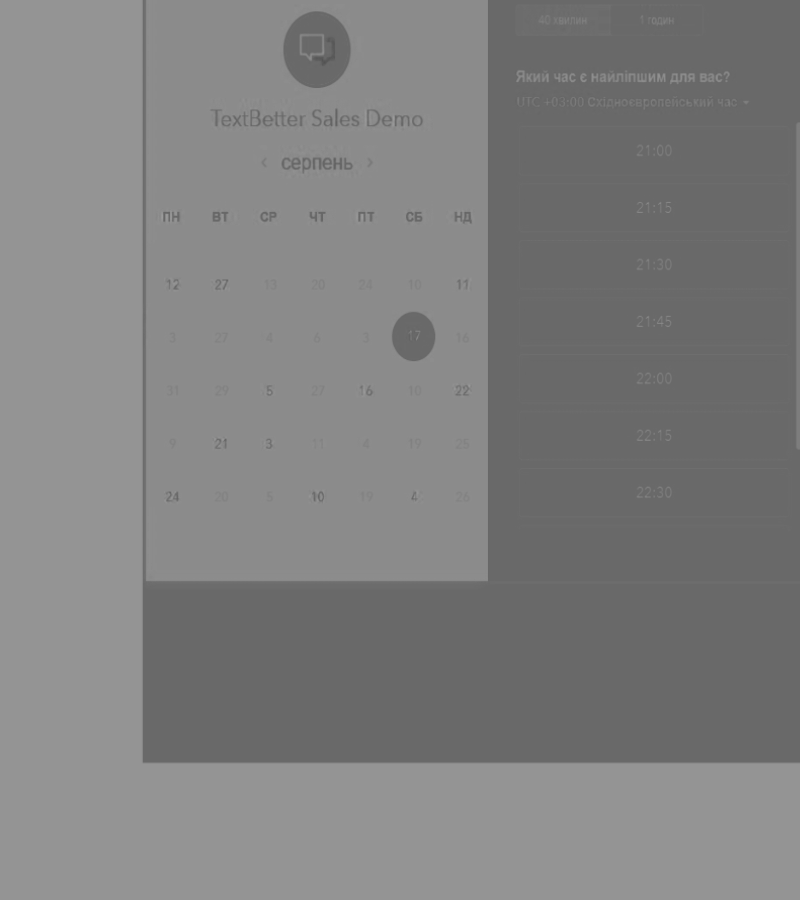 TextBetter Sales Demo
‹ серпень ›
ПН ВТ СР ЧТ ПТ СБ НД
12 27 13 20 24 10 11
3 27 4 6 3 17 16
31 29 5 27 16 10 22
9 21 3 11 4 19 25
24 20 5 10 19 4 26
40 хвилин 1 годин
Який час є найліпшим для вас?
UTC +03:00 Східноєвропейський час
21:00
21:15
21:30
21:45
22:00
22:15
22:30